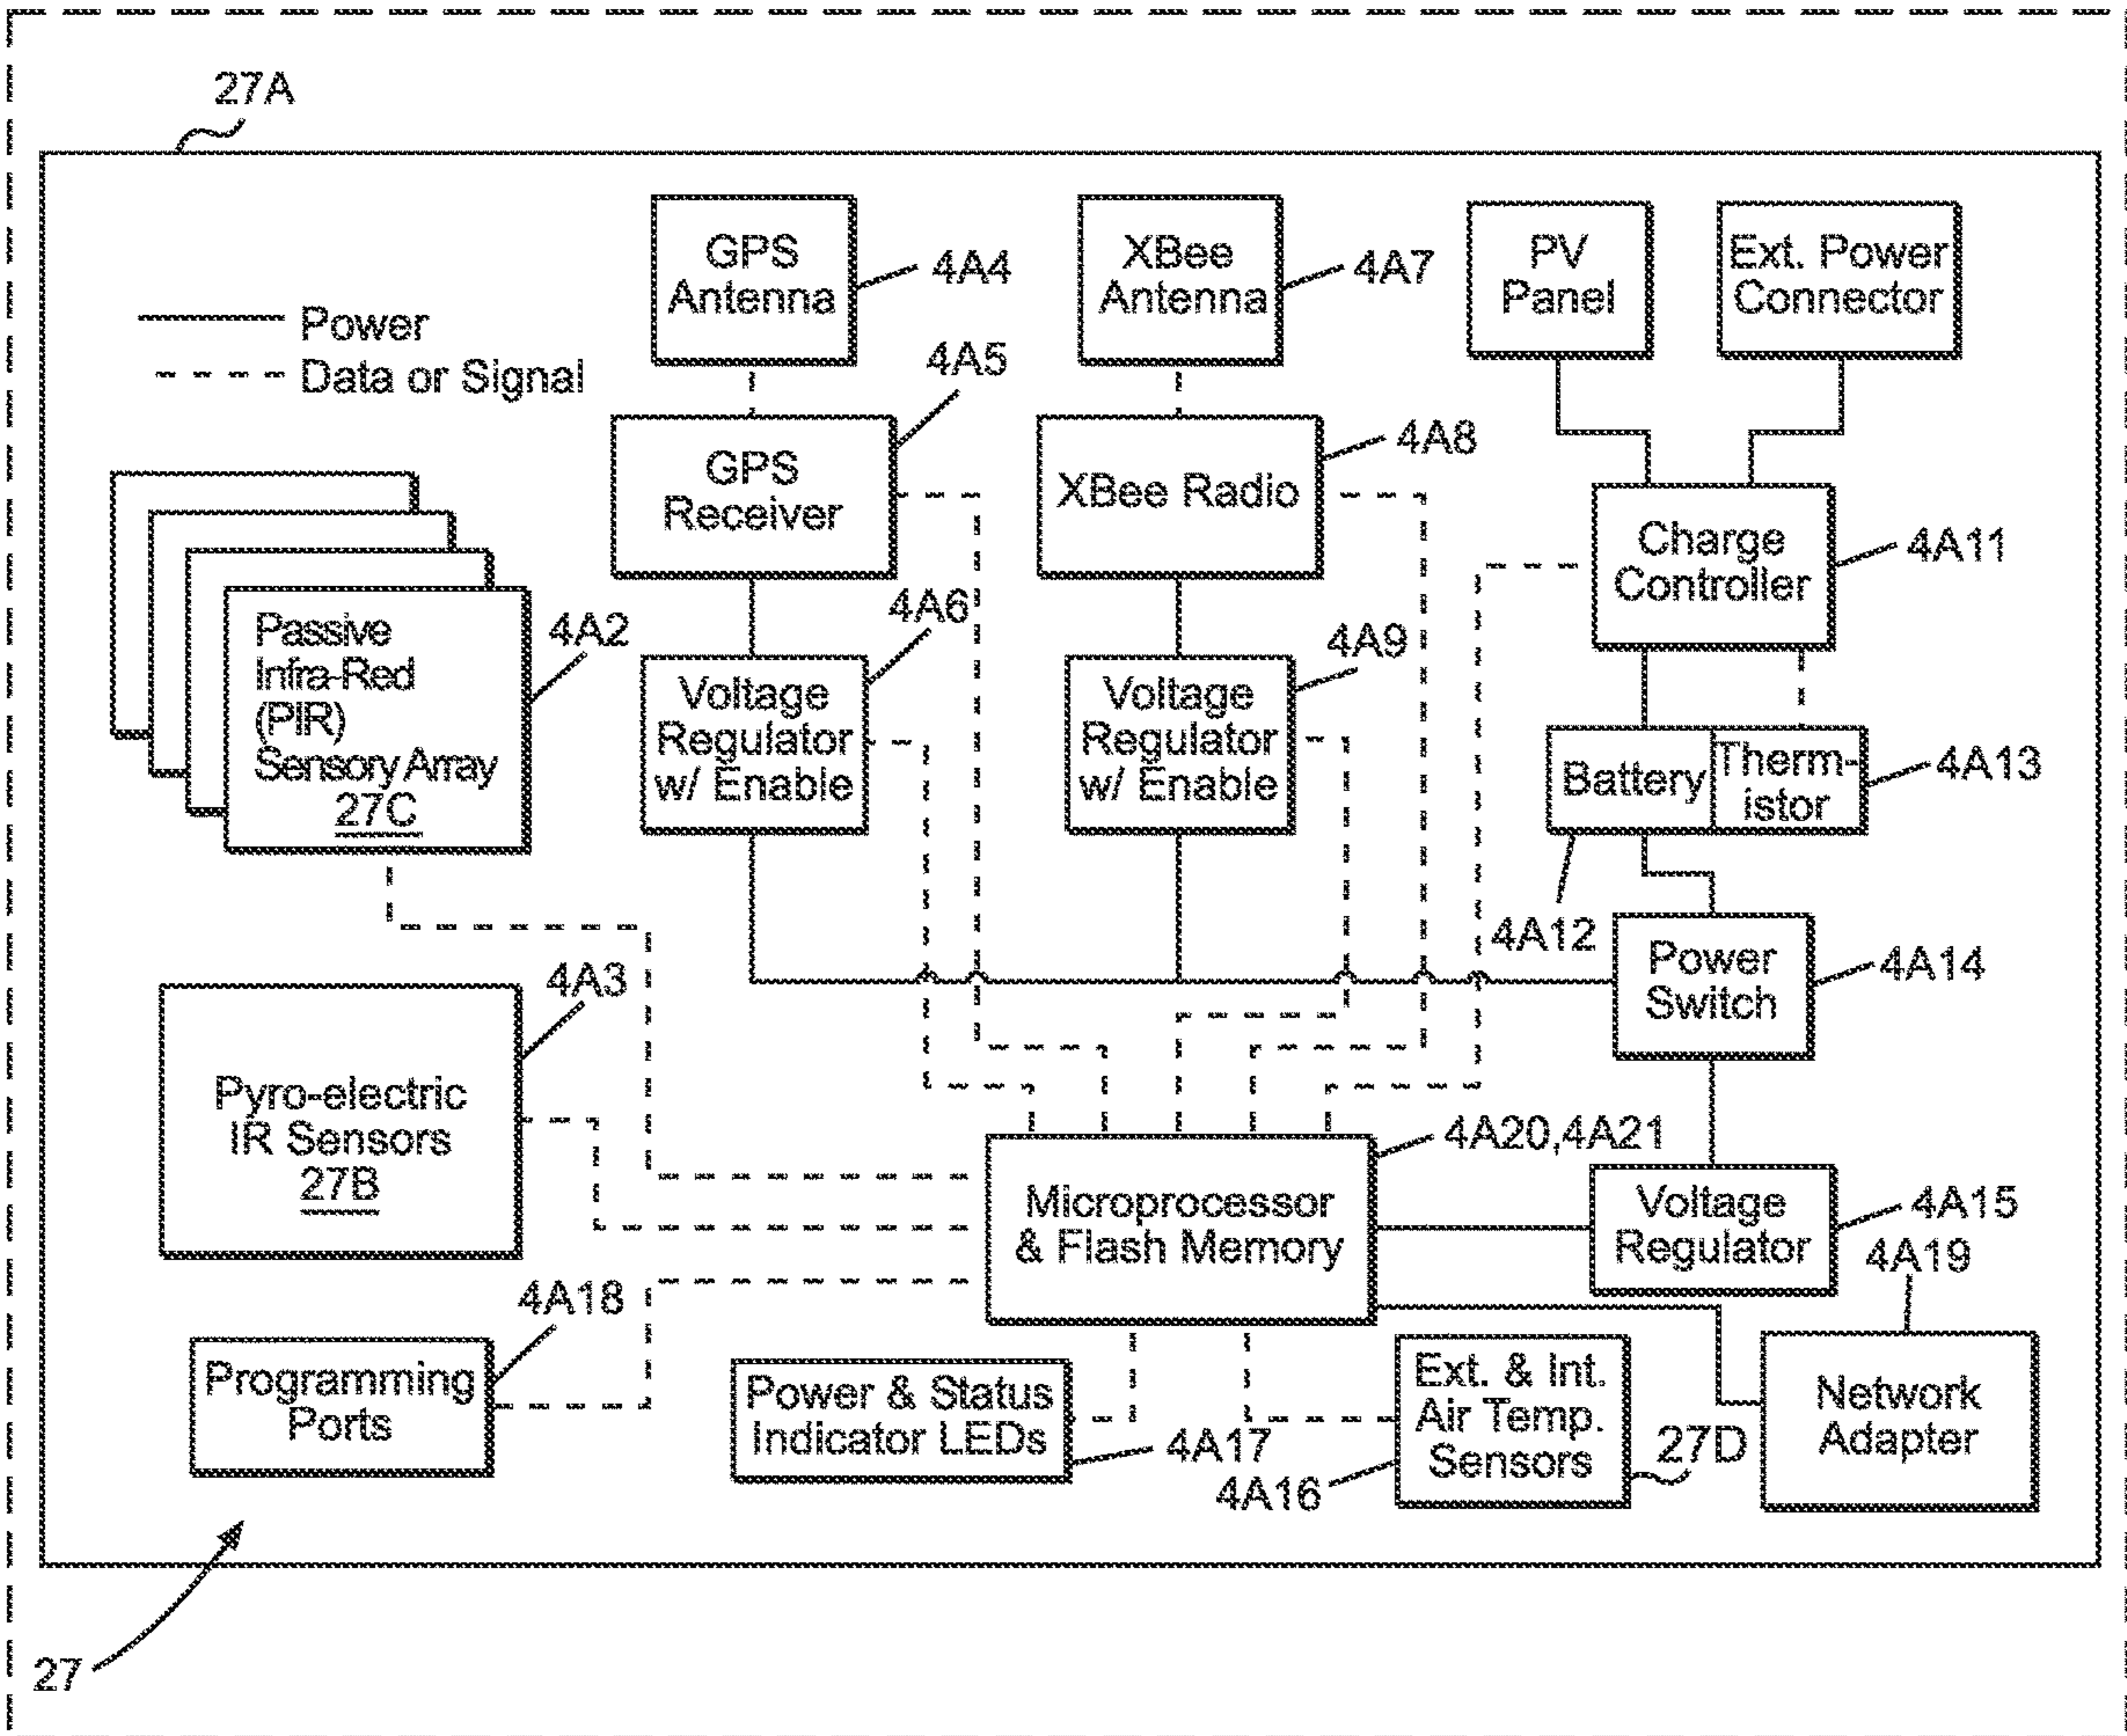 27A
GPS
Antenna
4A4
XBee
Antenna
4A7
PV
Panel
Ext. Power
Connector
Power
Data or Signal
4A5
GPS
Receiver
XBee Radio
4A8
Charge
Controller
4A11
Passive
Infra-Red
(PIR)
Sensory Array
27C
4A2
4A6
Voltage
Regulator
w/ Enable
4A9
Voltage
Regulator
w/ Enable
Battery
Therm-
istor
4A13
4A12
Power
Switch
4A14
4A3
Pyro-electric
IR Sensors
27B
4A20,4A21
Microprocessor
& Flash Memory
Voltage
Regulator
4A15
4A19
4A18
Programming
Ports
Power & Status
Indicator LEDs
4A17
4A16
Ext. & Int.
Air Temp.
Sensors
27D
Network
Adapter
27